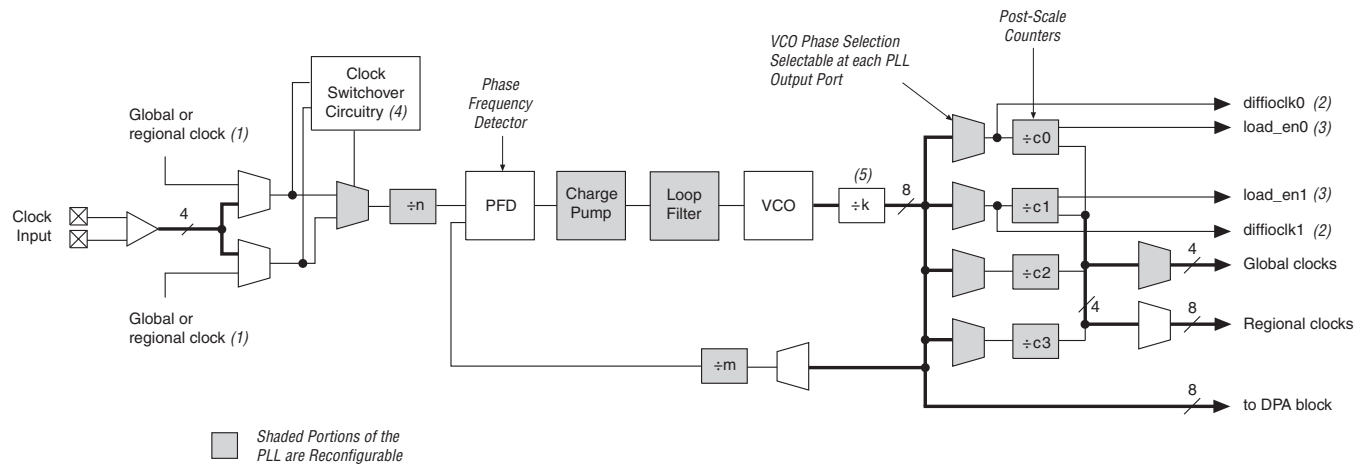 Post-Scale
Counters
VCO Phase Selection
Selectable at each PLL
Output Port
Clock
Switchover
Circuitry (4)
Phase
Frequency
Detector
Global or
regional clock (1)
diffioclk0 (2)
load_en0 (3)
÷c0
(5)
8
÷n
PFD
Charge
Pump
Loop
Filter
VCO
÷k
÷c1
load_en1 (3)
diffioclk1 (2)
Clock
Input
4
÷c2
4
Global clocks
Global or
regional clock (1)
4
8
Regional clocks
÷c3
÷m
8
to DPA block
Shaded Portions of the
PLL are Reconfigurable